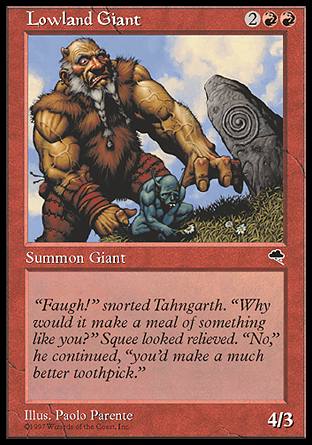 Lowland Giant 2
Summon Giant
“Faugh!” snorted Tahngarth. “Why
would it make a meal of something
like you?” Squee looked relieved. “No,”
he continued, “you’d make a much
better toothpick.”
Illus. Paolo Parente
©1997 Wizards of the Coast, Inc.
4/3